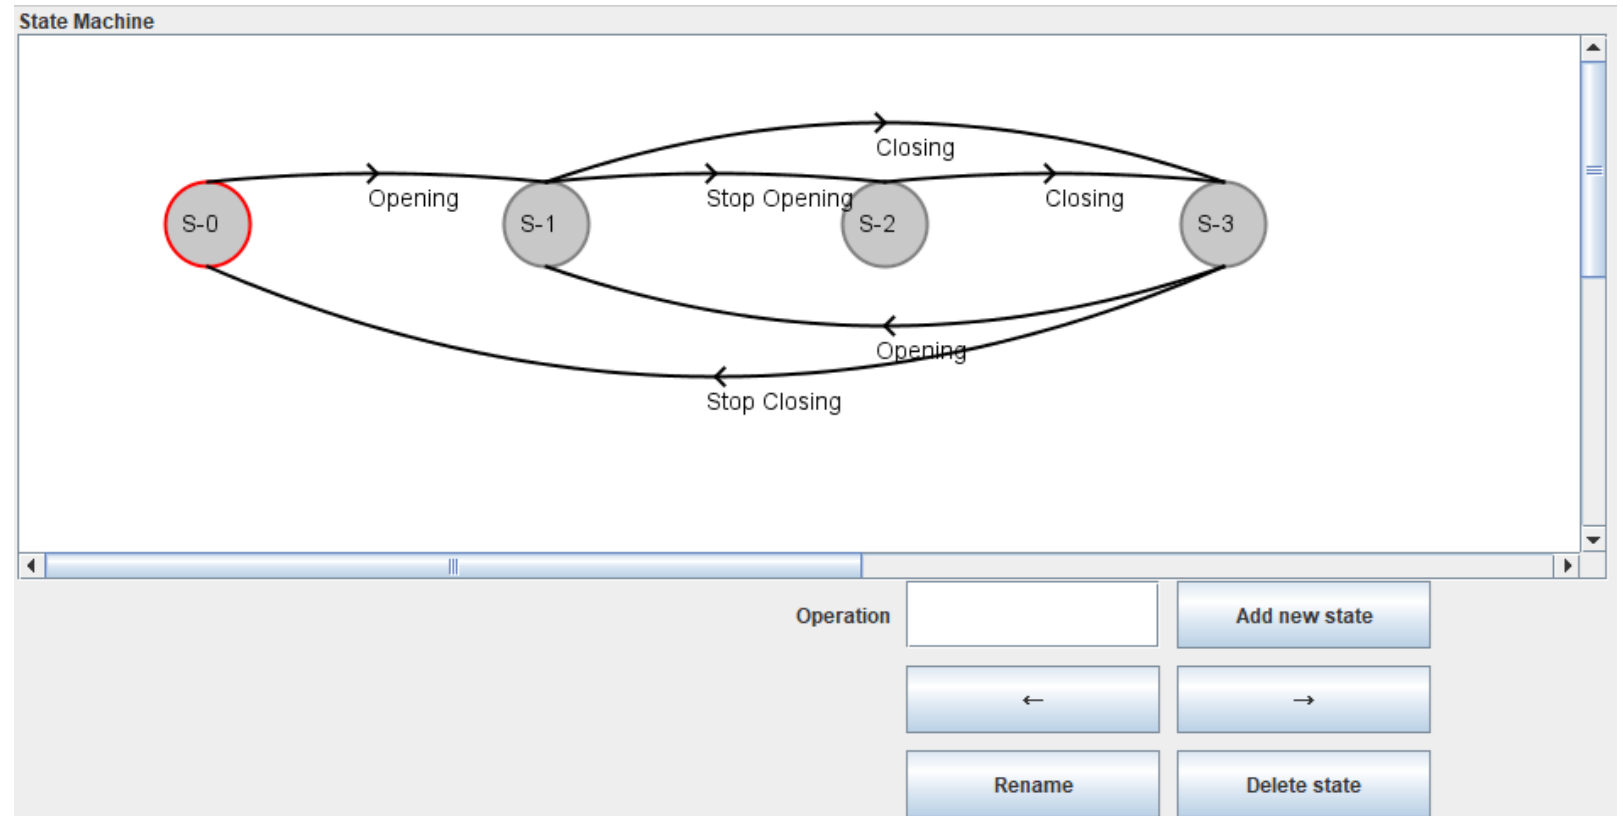 State Machine
Closing
Opening
Stop Opening
Closing
S-0
S-1
S-2
S-3
Opening
Stop Closing
Operation
Add new state
←
→
Rename
Delete state